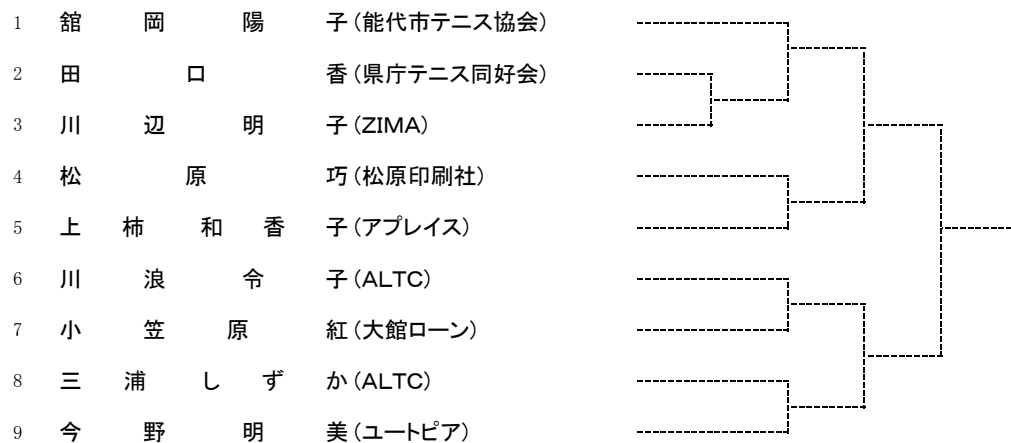 1 舘岡陽子(能代市テニス協会)
2 田口香(県庁テニス同好会)
3 川辺明子(ZIMA)
4 松原巧(松原印刷社)
5 上柿和香子(アプレイス)
6 川浪令子(ALTC)
7 小笠原紅(大館ローン)
8 三浦しずか(ALTC)
9 今野明美(ユートピア)